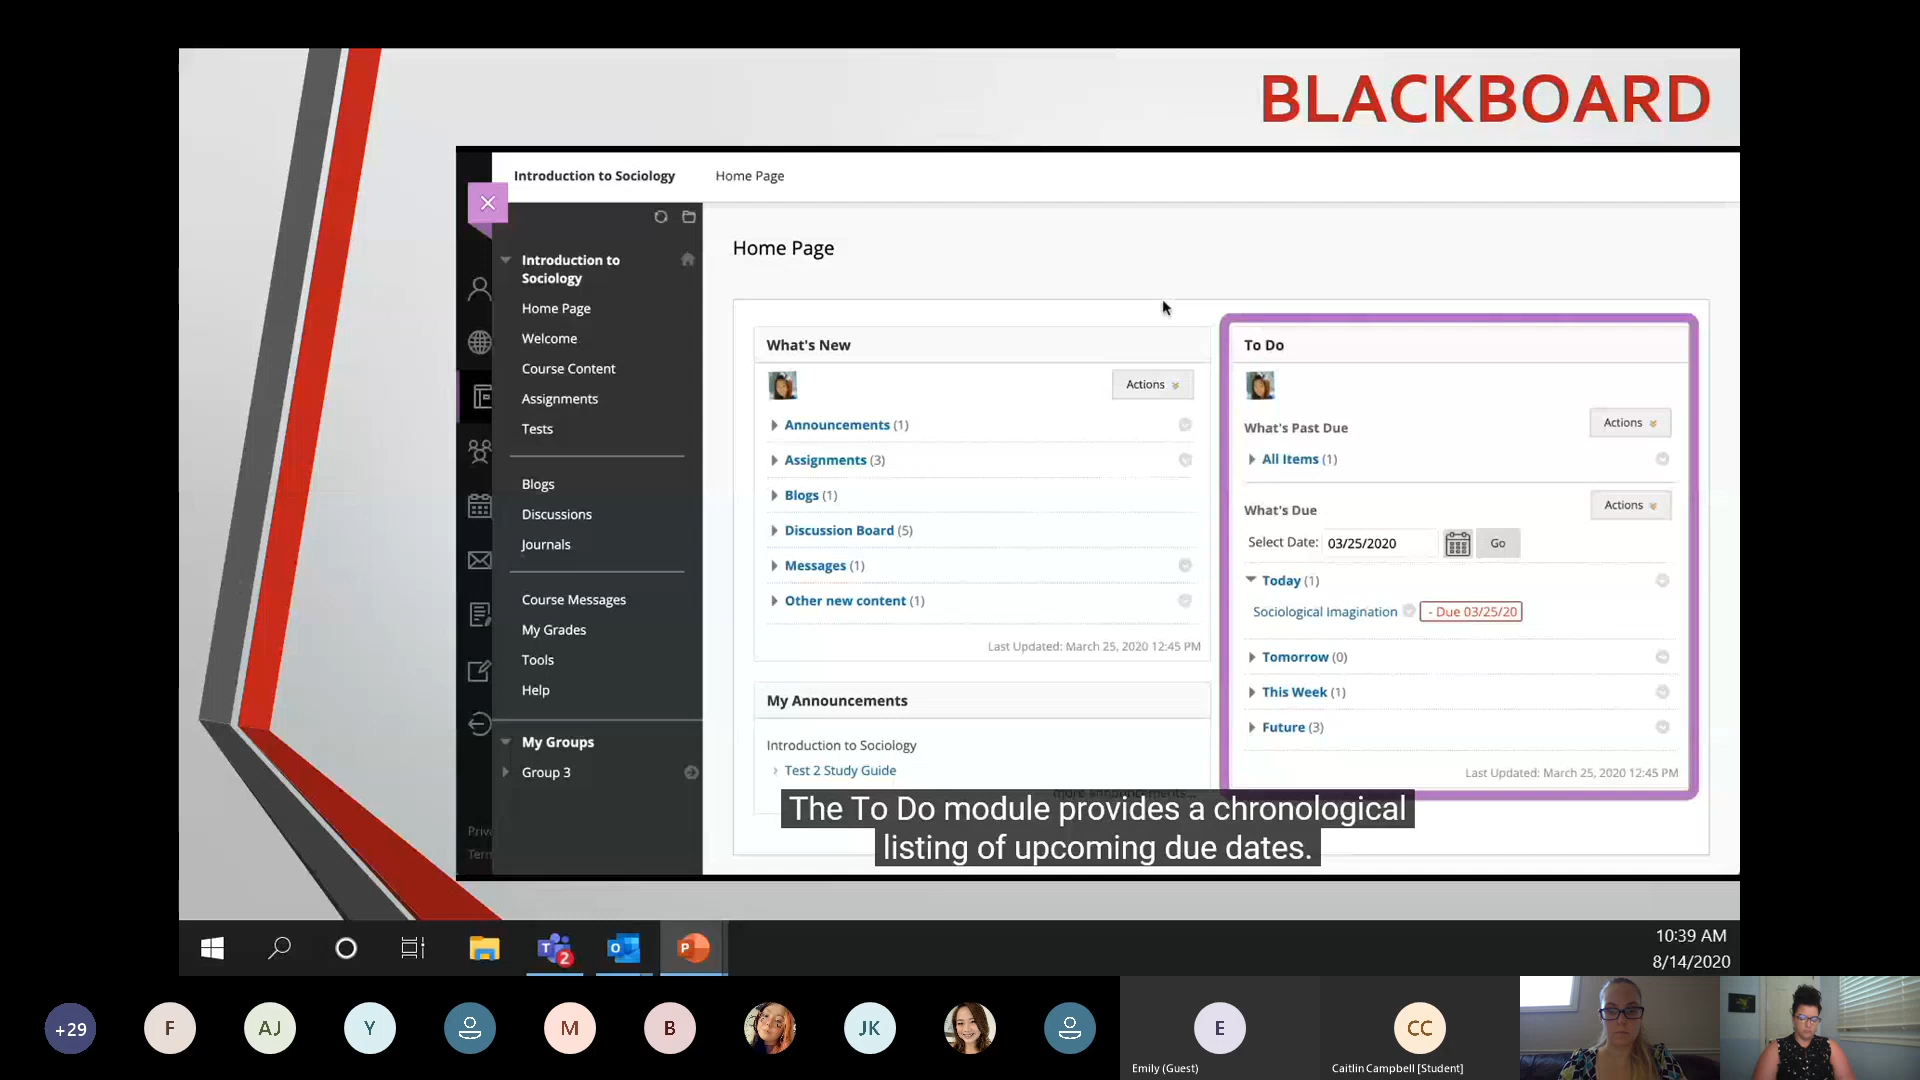 BLACKBOARD
Introduction to Sociology Home Page
Introduction to
Sociology
Home Page
Welcome
Course Content
Assignments
Tests
Blogs
Discussions
Journals
Course Messages
My Grades
Tools
Help
My Groups
Group 3
Home Page
What's New
Actions
Announcements (1)
Assignments (3)
Blogs (1)
Discussion Board (5)
Messages (1)
Other new content (1)
Last Updated: March 25, 2020 12:45 PM
My Announcements
Introduction to Sociology
Test 2 Study Guide
more announcements...
To Do
What's Past Due
Actions
All Items (1)
What's Due
Actions
Select Date: 03/25/2020 Go
Today (1)
Sociological Imagination - Due 03/25/20
Tomorrow (0)
This Week (1)
Future (3)
Last Updated: March 25, 2020 12:45 PM
The To Do module provides a chronological
listing of upcoming due dates.
T 2 O P
10:39 AM
8/14/2020
+29 F AJ Y M B JK E CC
Emily (Guest) Caitlin Campbell [Student]